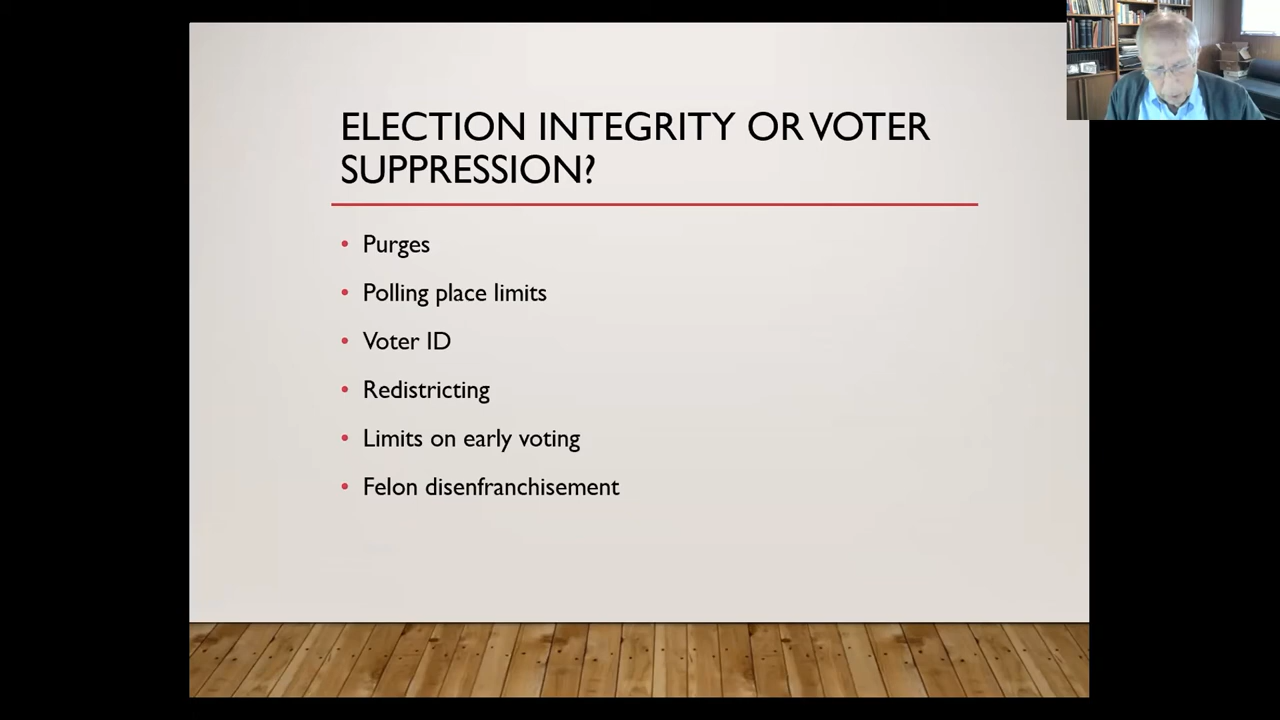 ELECTION INTEGRITY OR VOTER
SUPPRESSION?
• Purges
• Polling place limits
• Voter ID
• Redistricting
• Limits on early voting
• Felon disenfranchisement